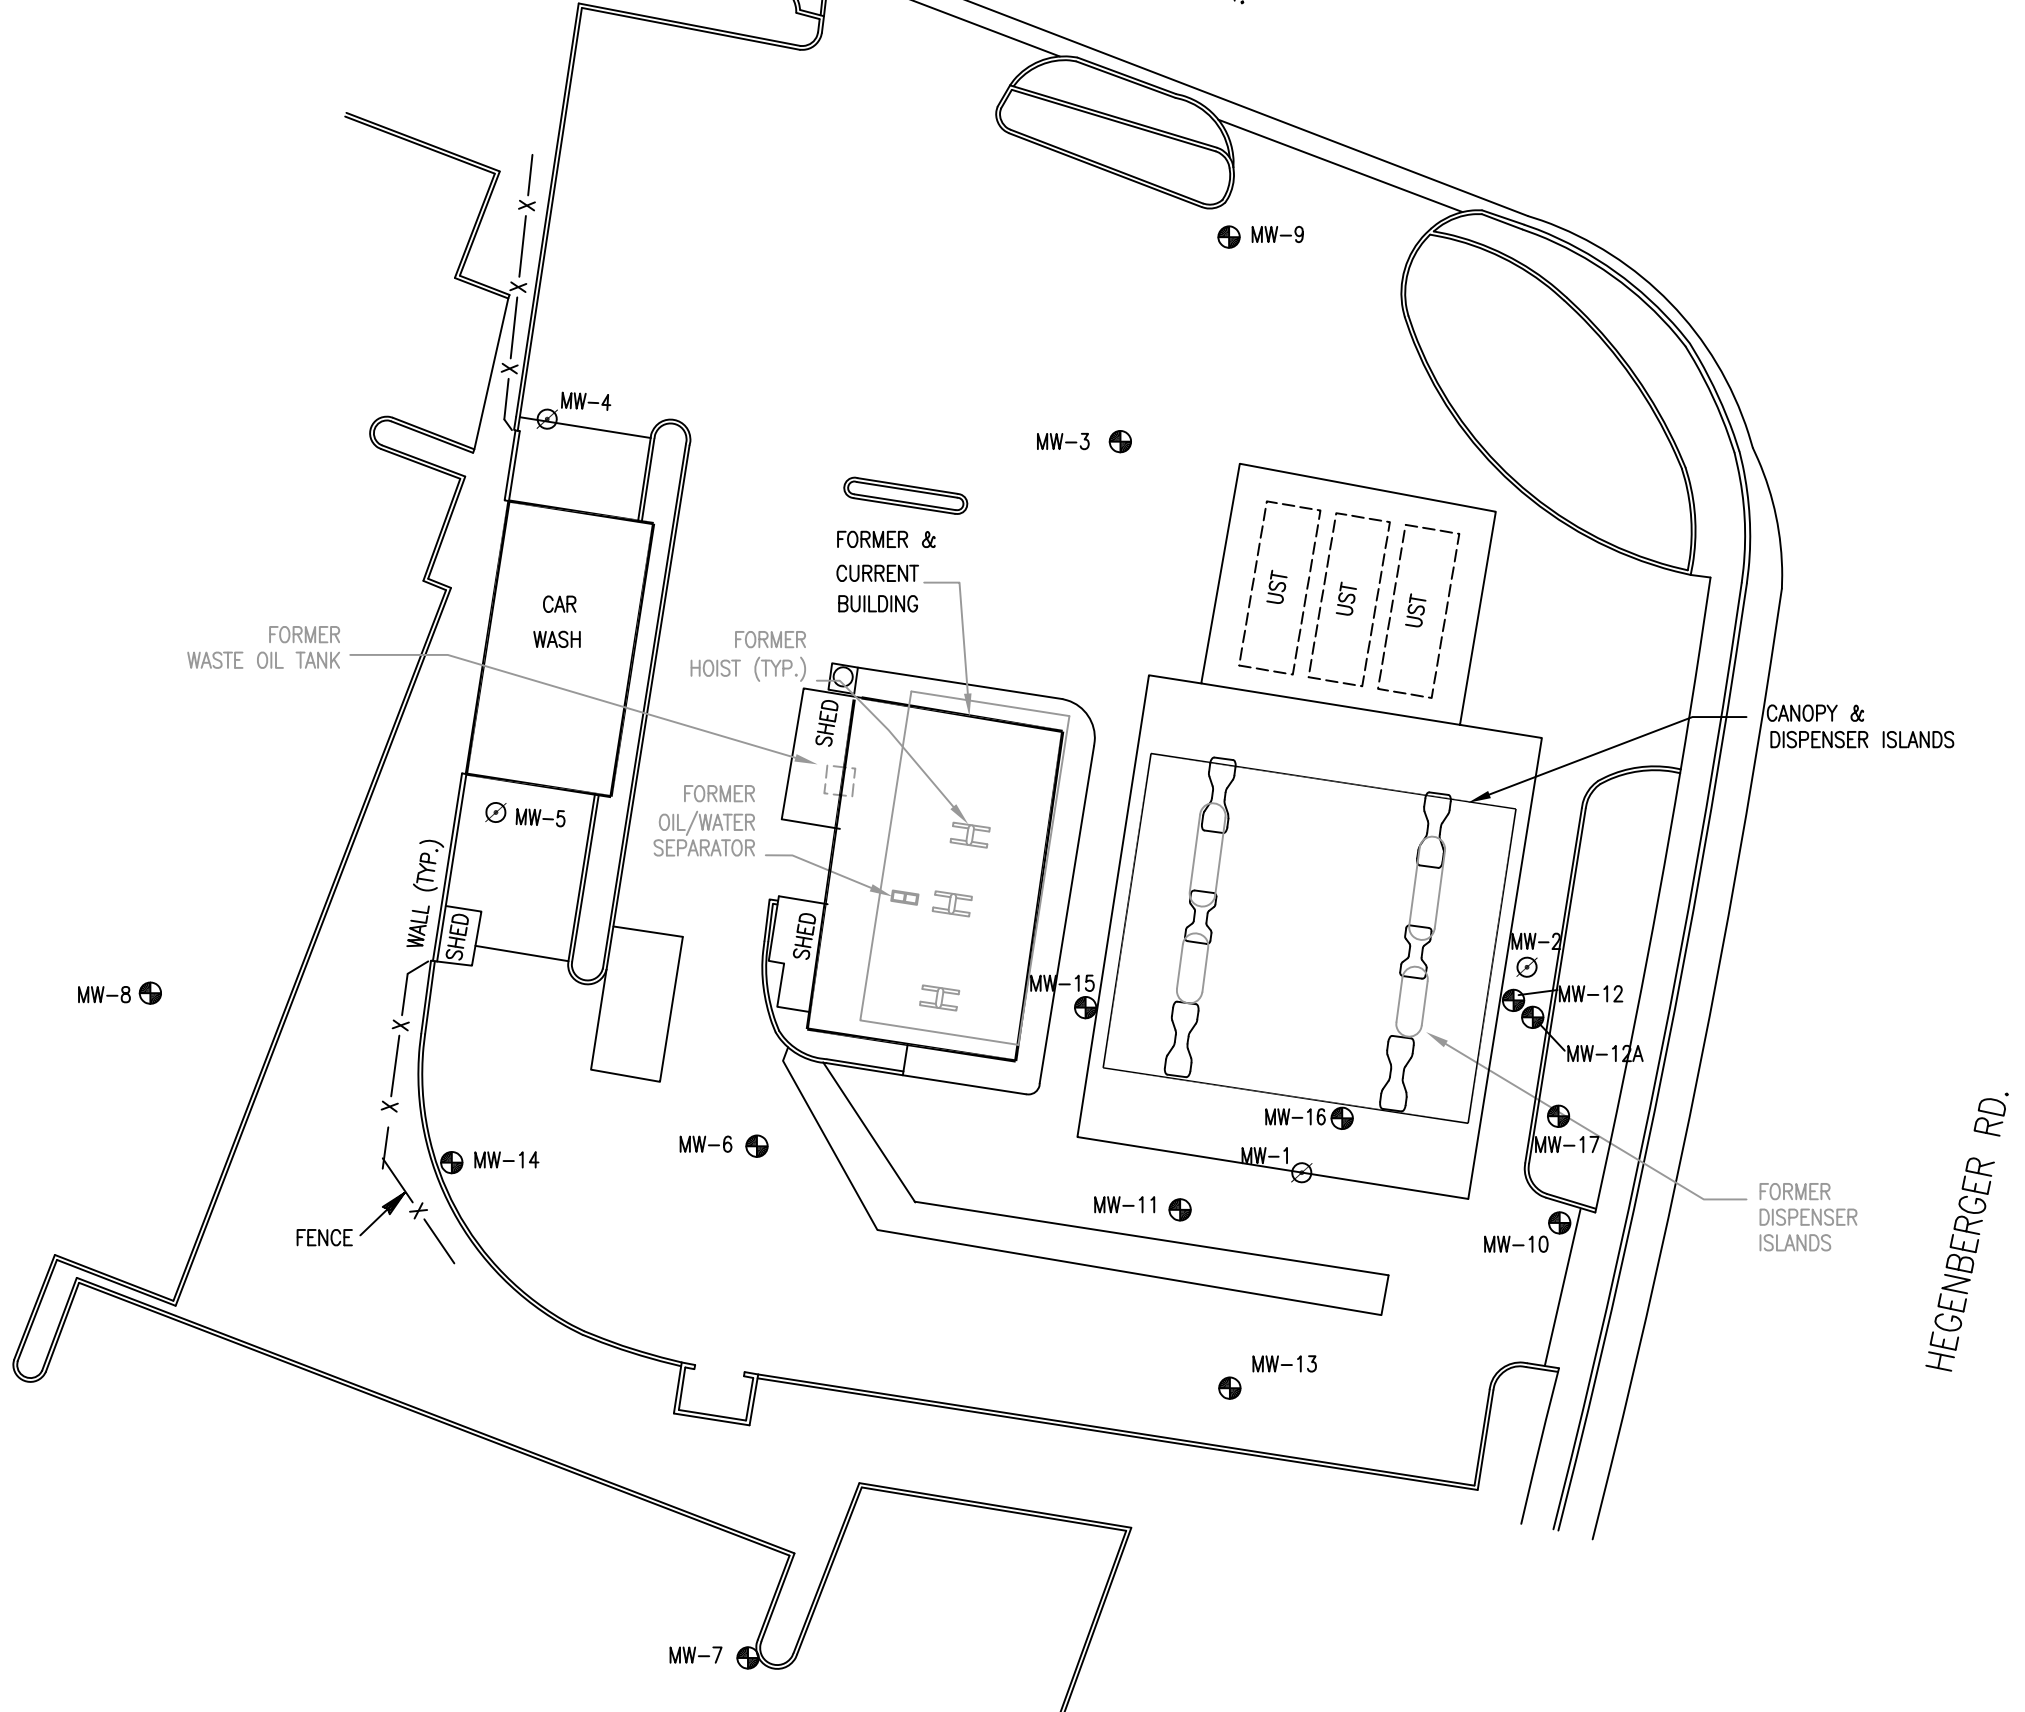 MW-9
MW-4
MW-3
FORMER &
CURRENT
BUILDING
UST
UST
UST
CAR
WASH
FORMER
WASTE OIL TANK
FORMER
HOIST (TYP.)
SHED
CANOPY &
DISPENSER ISLANDS
FORMER
OIL/WATER
SEPARATOR
MW-5
WALL (TYP.)
SHED
SHED
MW-2
MW-15
MW-8
MW-12
MW-12A
MW-16
MW-17
MW-6
MW-14
MW-1
MW-11
FORMER
DISPENSER
ISLANDS
MW-10
FENCE
HEGENBERGER RD.
MW-13
MW-7
X
X
X
X
X
X